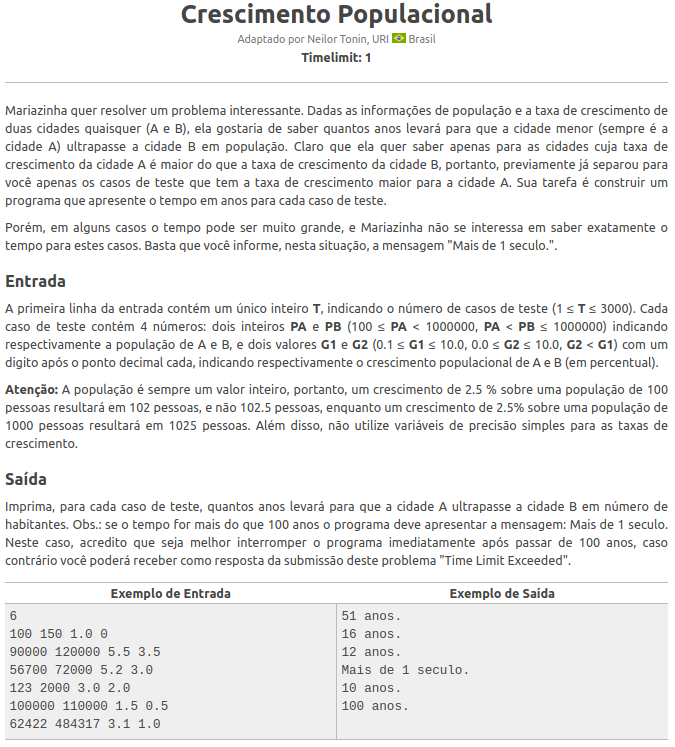 Crescimento Populacional
Adaptado por Neilor Tonin, URI Brasil
Timelimit: 1
Mariazinha quer resolver um problema interessante. Dadas as informações de população e a taxa de crescimento de
duas cidades quaisquer (A e B), ela gostaria de saber quantos anos levará para que a cidade menor (sempre é a
cidade A) ultrapasse a cidade B em população. Claro que ela quer saber apenas para as cidades cuja taxa de
crescimento da cidade A é maior do que a taxa de crescimento da cidade B, portanto, previamente já separou para
você apenas os casos de teste que tem a taxa de crescimento maior para a cidade A. Sua tarefa é construir um
programa que apresente o tempo em anos para cada caso de teste.
Porém, em alguns casos o tempo pode ser muito grande, e Mariazinha não se interessa em saber exatamente o
tempo para estes casos. Basta que você informe, nesta situação, a mensagem "Mais de 1 seculo.".
Entrada
A primeira linha da entrada contém um único inteiro T, indicando o número de casos de teste (1 ≤ T ≤ 3000). Cada
caso de teste contém 4 números: dois inteiros PA e PB (100 ≤ PA < 1000000, PA < PB ≤ 1000000) indicando
respectivamente a população de A e B, e dois valores G1 e G2 (0.1 ≤ G1 ≤ 10.0, 0.0 ≤ G2 ≤ 10.0, G2 < G1) com um
digito após o ponto decimal cada, indicando respectivamente o crescimento populacional de A e B (em percentual).
Atenção: A população é sempre um valor inteiro, portanto, um crescimento de 2.5 % sobre uma população de 100
pessoas resultará em 102 pessoas, e não 102.5 pessoas, enquanto um crescimento de 2.5% sobre uma população de
1000 pessoas resultará em 1025 pessoas. Além disso, não utilize variáveis de precisão simples para as taxas de
crescimento.
Saída
Imprima, para cada caso de teste, quantos anos levará para que a cidade A ultrapasse a cidade B em número de
habitantes. Obs.: se o tempo for mais do que 100 anos o programa deve apresentar a mensagem: Mais de 1 seculo.
Neste caso, acredito que seja melhor interromper o programa imediatamente após passar de 100 anos, caso
contrário você poderá receber como resposta da submissão deste problema "Time Limit Exceeded".
Exemplo de Entrada
6
100 150 1.0 0
90000 120000 5.5 3.5
56700 72000 5.2 3.0
123 2000 3.0 2.0
100000 110000 1.5 0.5
62422 484317 3.1 1.0
Exemplo de Saída
51 anos.
16 anos.
12 anos.
Mais de 1 seculo.
10 anos.
100 anos.